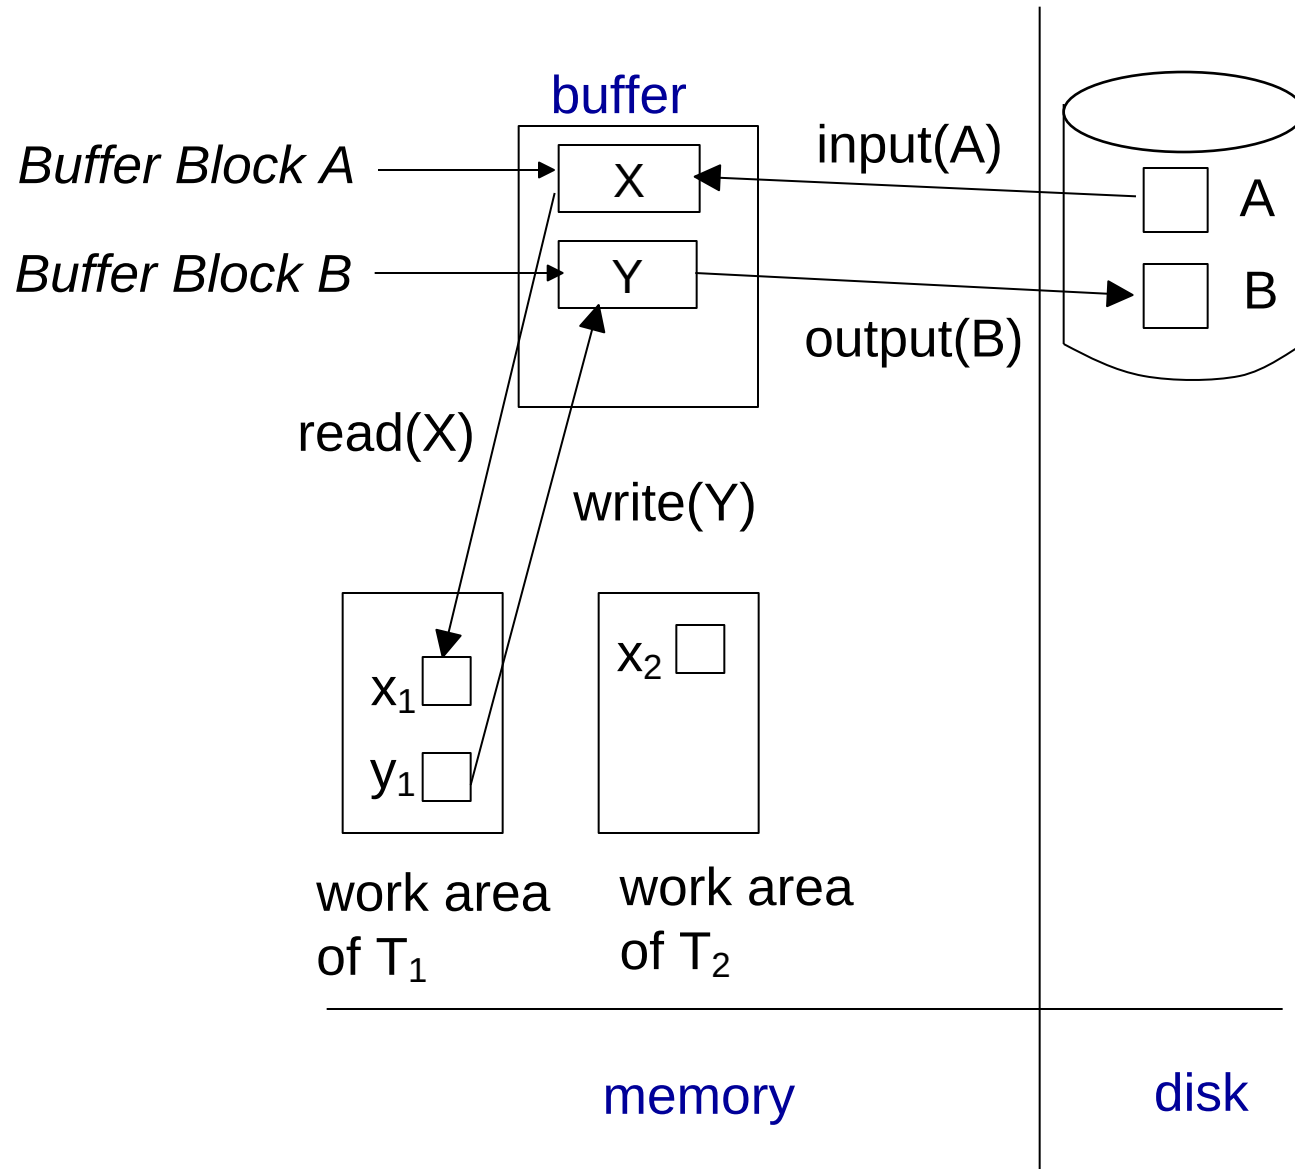 buffer
Buffer Block A
X
input(A)
A
Buffer Block B
Y
B
output(B)
read(X)
write(Y)
x2
x1
y1
work area
of T1
work area
of T2
memory
disk